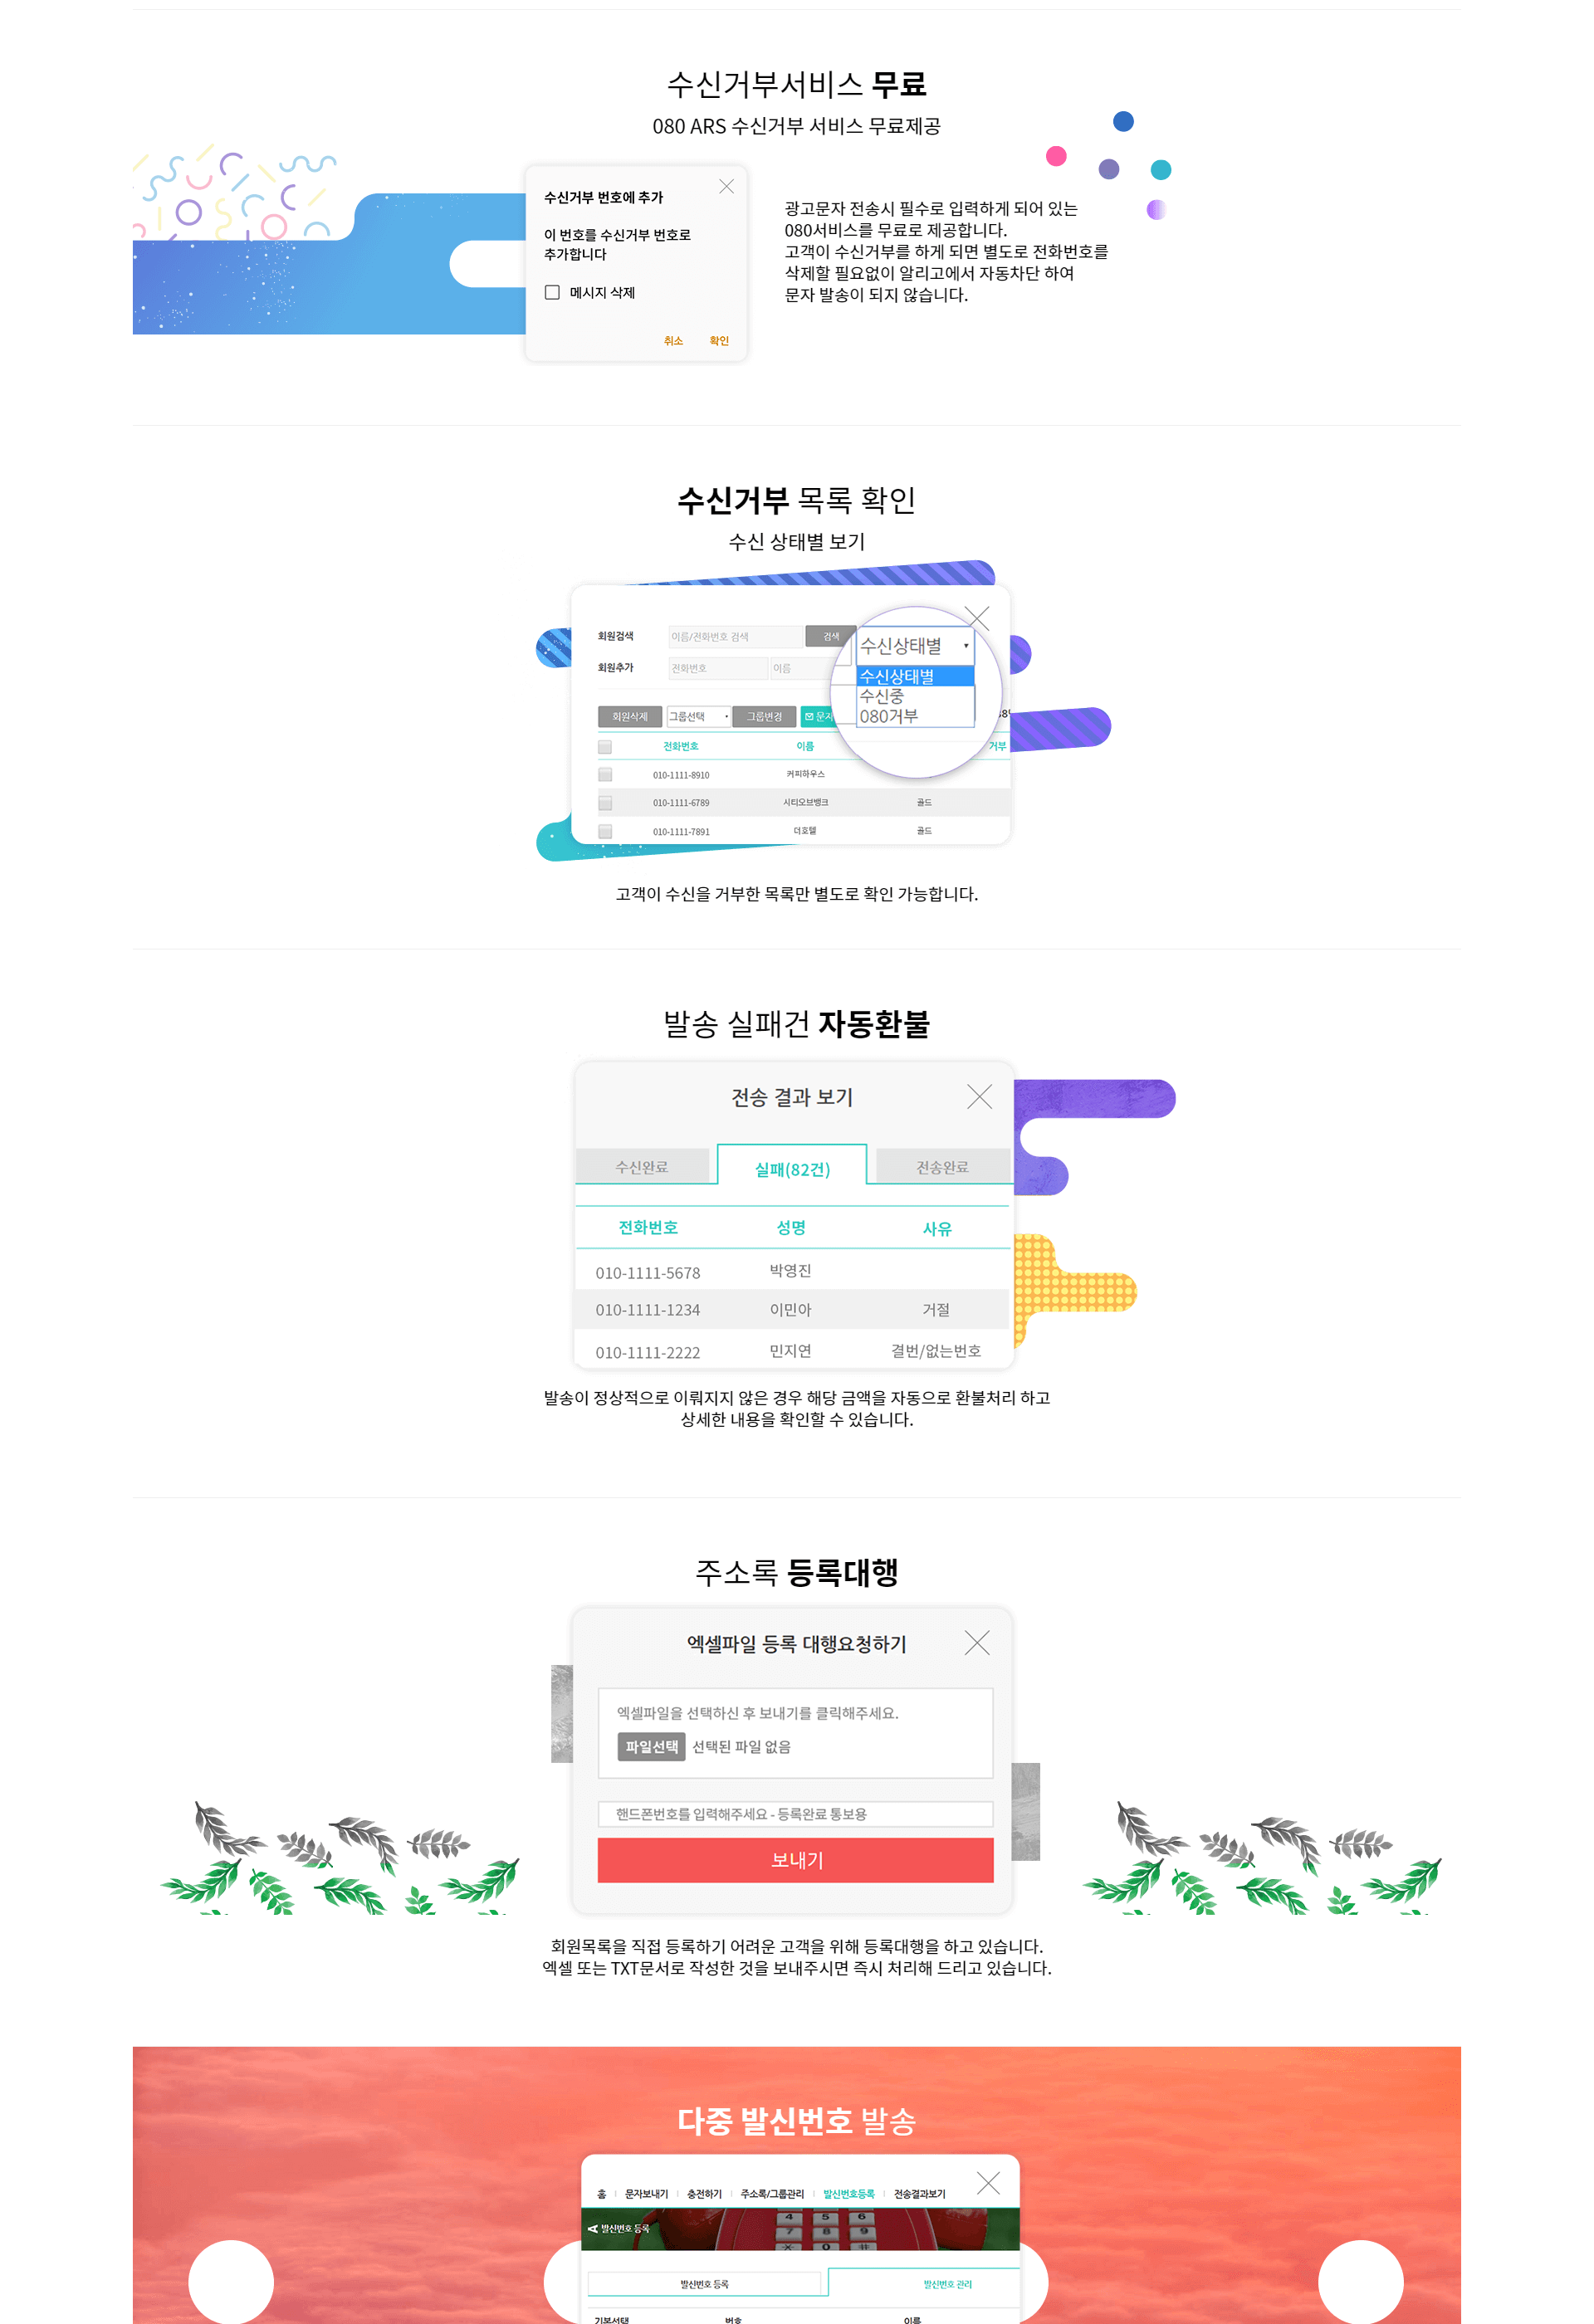 수신거부서비스 무료
080 ARS 수신거부 서비스 무료제공
수신거부 번호에 추가
이 번호를 수신거부 번호로
추가합니다
메시지 삭제
취소 확인
광고문자 전송시 필수로 입력하게 되어 있는
080서비스를 무료로 제공합니다.
고객이 수신거부를 하게 되면 별도로 전화번호를
삭제할 필요없이 알리고에서 자동차단 하여
문자 발송이 되지 않습니다.
수신거부 목록 확인
수신 상태별 보기
회원검색 이름/전화번호 검색 검색
회원추가 전화번호 이름
수신상태별
수신상태별
수신중
080거부
회원삭제 그룹선택 그룹변경 문자
전화번호 이름 거부
010-1111-8910 커피하우스
010-1111-6789 시티오브뱅크 골드
010-1111-7891 더호텔 골드
고객이 수신을 거부한 목록만 별도로 확인 가능합니다.
발송 실패건 자동환불
전송 결과 보기
수신완료 실패(82건) 전송완료
전화번호 성명 사유
010-1111-5678 박영진
010-1111-1234 이민아 거절
010-1111-2222 민지연 결번/없는번호
발송이 정상적으로 이뤄지지 않은 경우 해당 금액을 자동으로 환불처리 하고
상세한 내용을 확인할 수 있습니다.
주소록 등록대행
엑셀파일 등록 대행요청하기
엑셀파일을 선택하신 후 보내기를 클릭해주세요.
파일선택 선택된 파일 없음
핸드폰번호를 입력해주세요 - 등록완료 통보용
보내기
회원목록을 직접 등록하기 어려운 고객을 위해 등록대행을 하고 있습니다.
엑셀 또는 TXT문서로 작성한 것을 보내주시면 즉시 처리해 드리고 있습니다.
다중 발신번호 발송
홈 문자보내기 충전하기 주소록/그룹관리 발신번호등록 전송결과보기
4 5 6
발신번호 등록
7 8 9
* 0 #
발신번호 등록 발신번호 관리
기본선택 번호 이름